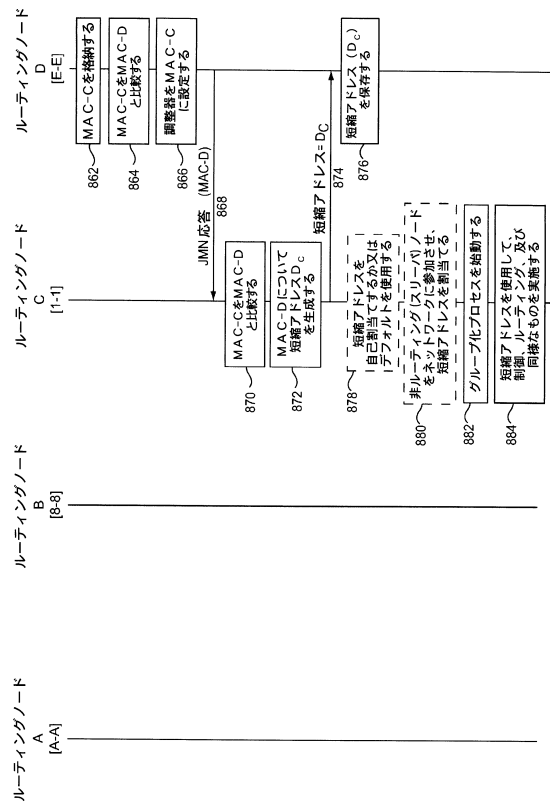 ルーティングノード
A
[A-A]
ルーティングノード
B
[8-8]
ルーティングノード
C
[1-1]
ルーティングノード
D
[E-E]
MAC-Cを格納する
862
MAC-CをMAC-D
と比較する
864
調整器をMAC-C
に設定する
866
JMN 応答 (MAC-D)
868
MAC-CをMAC-D
と比較する
870
MAC-Dについて
短縮アドレスDC
を生成する
872
短縮アドレス=DC
874
短縮アドレス(DC)
を保存する
876
短縮アドレスを
自己割当てするか又は
デフォルトを使用する
878
非ルーティング(スリーパ)ノード
をネットワークに参加させ、
短縮アドレスを割当てる
880
グループ化プロセスを始動する
882
短縮アドレスを使用して、
制御、ルーティング、及び
同様なものを実施する
884